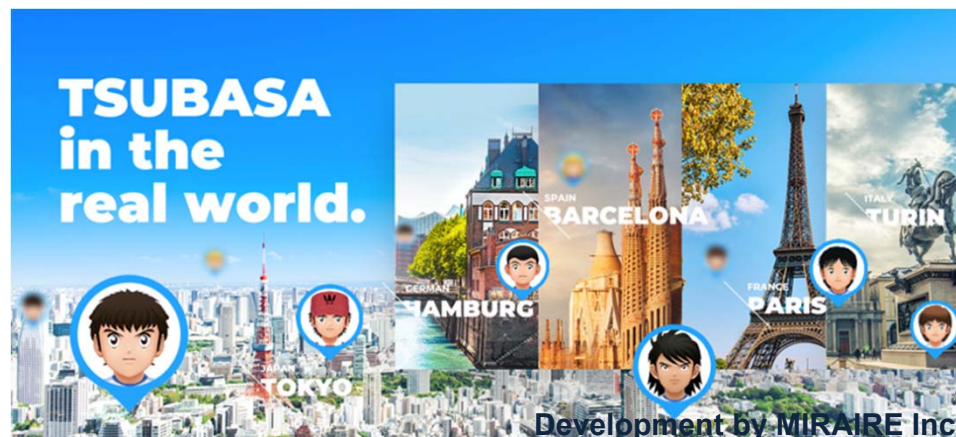 TSUBASA
in the
real world.
JAPAN
TOKYO
GERMAN
HAMBURG
SPAIN
BARCELONA
FRANCE
PARIS
ITALY
TURIN
Development by MIRAIRE Inc